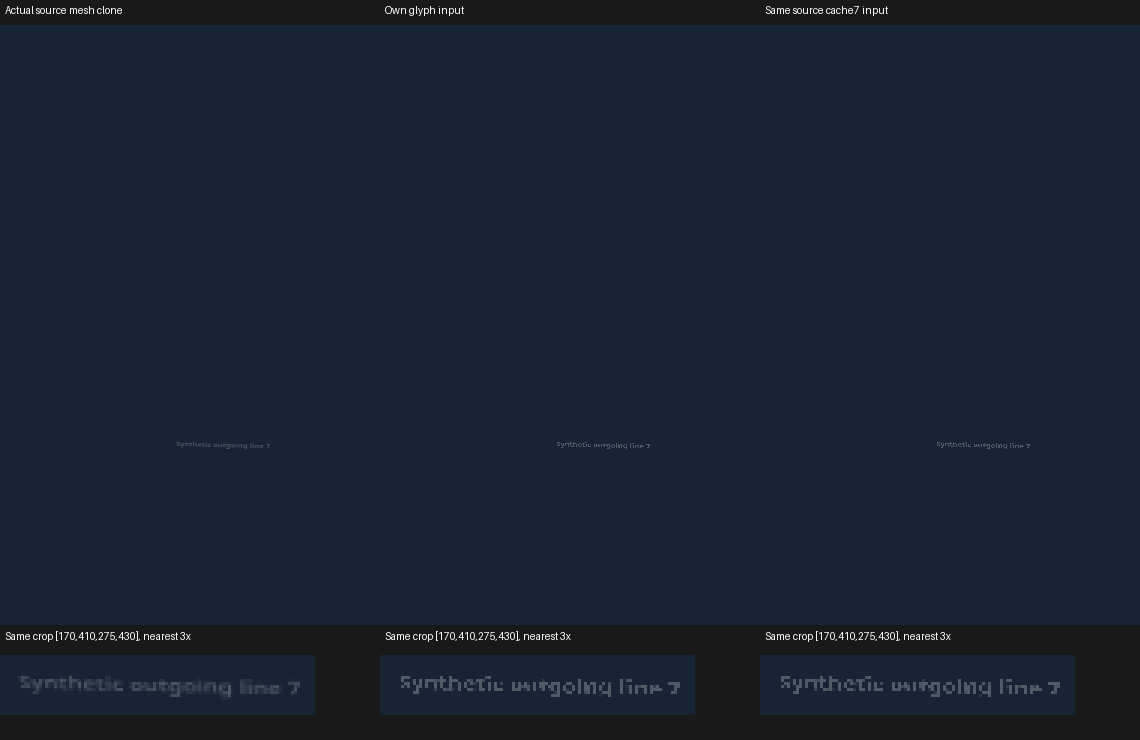 Actual source mesh clone
Own glyph input
Same source cache7 input
Synthetic outgoing line 7
Synthetic outgoing line 7
Synthetic outgoing line 7
Same crop [170,410,275,430], nearest 3x
Same crop [170,410,275,430], nearest 3x
Same crop [170,410,275,430], nearest 3x
Synthetic outgoing line 7
Synthetic outgoing line 7
Synthetic outgoing line 7